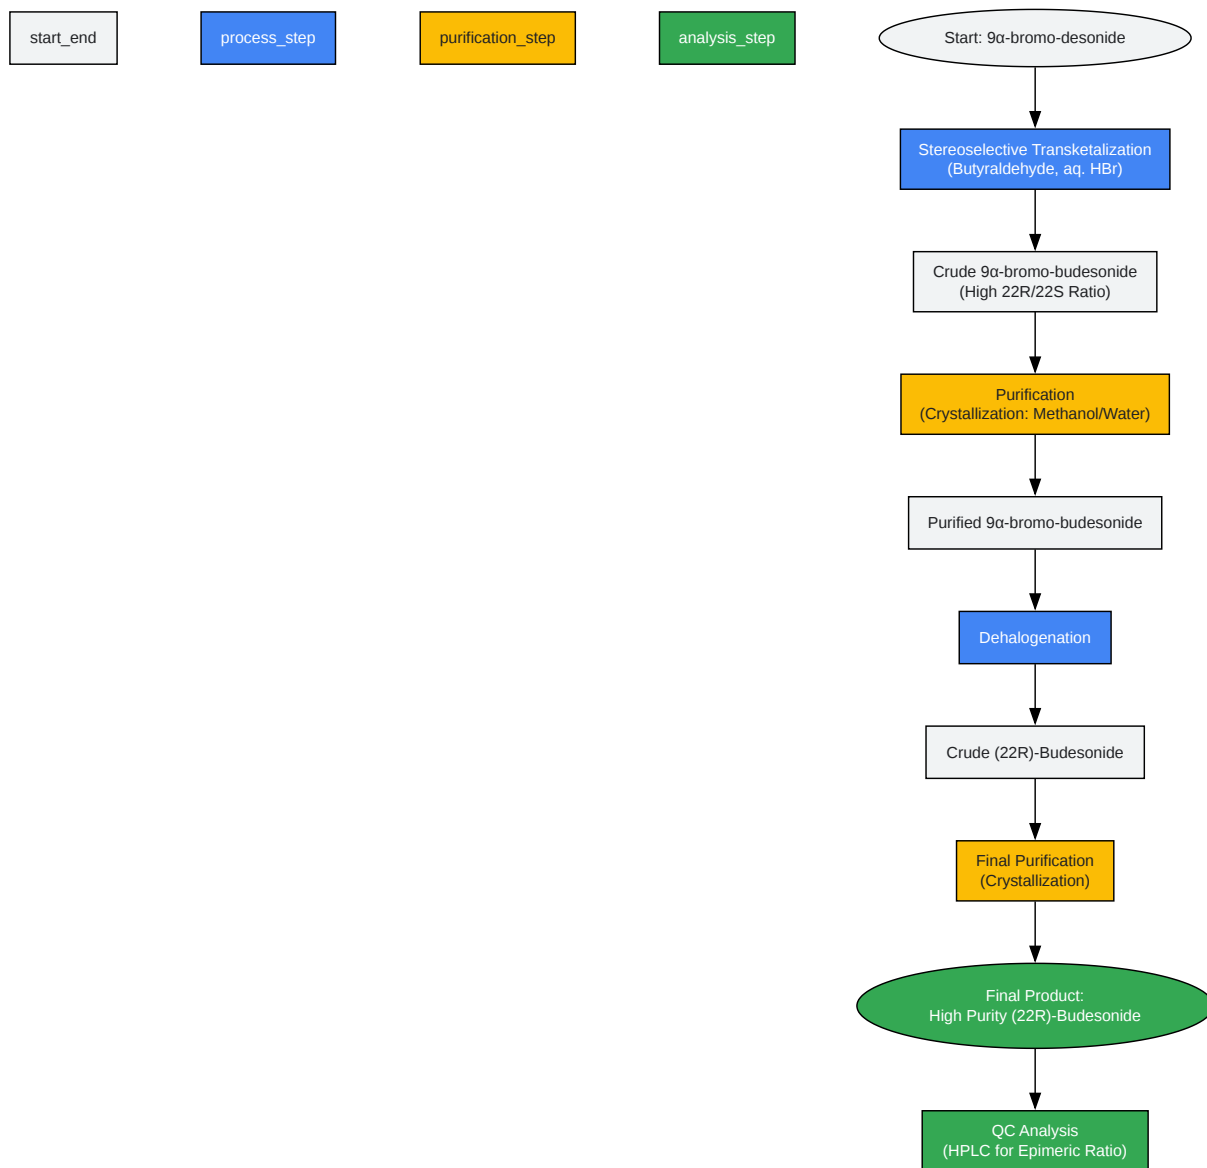 start_end
process_step
purification_step
analysis_step
Start: 9α-bromo-desonide
Stereoselective Transketalization
(Butyraldehyde, aq. HBr)
Crude 9α-bromo-budesonide
(High 22R/22S Ratio)
Purification
(Crystallization: Methanol/Water)
Purified 9α-bromo-budesonide
Dehalogenation
Crude (22R)-Budesonide
Final Purification
(Crystallization)
Final Product:
High Purity (22R)-Budesonide
QC Analysis
(HPLC for Epimeric Ratio)